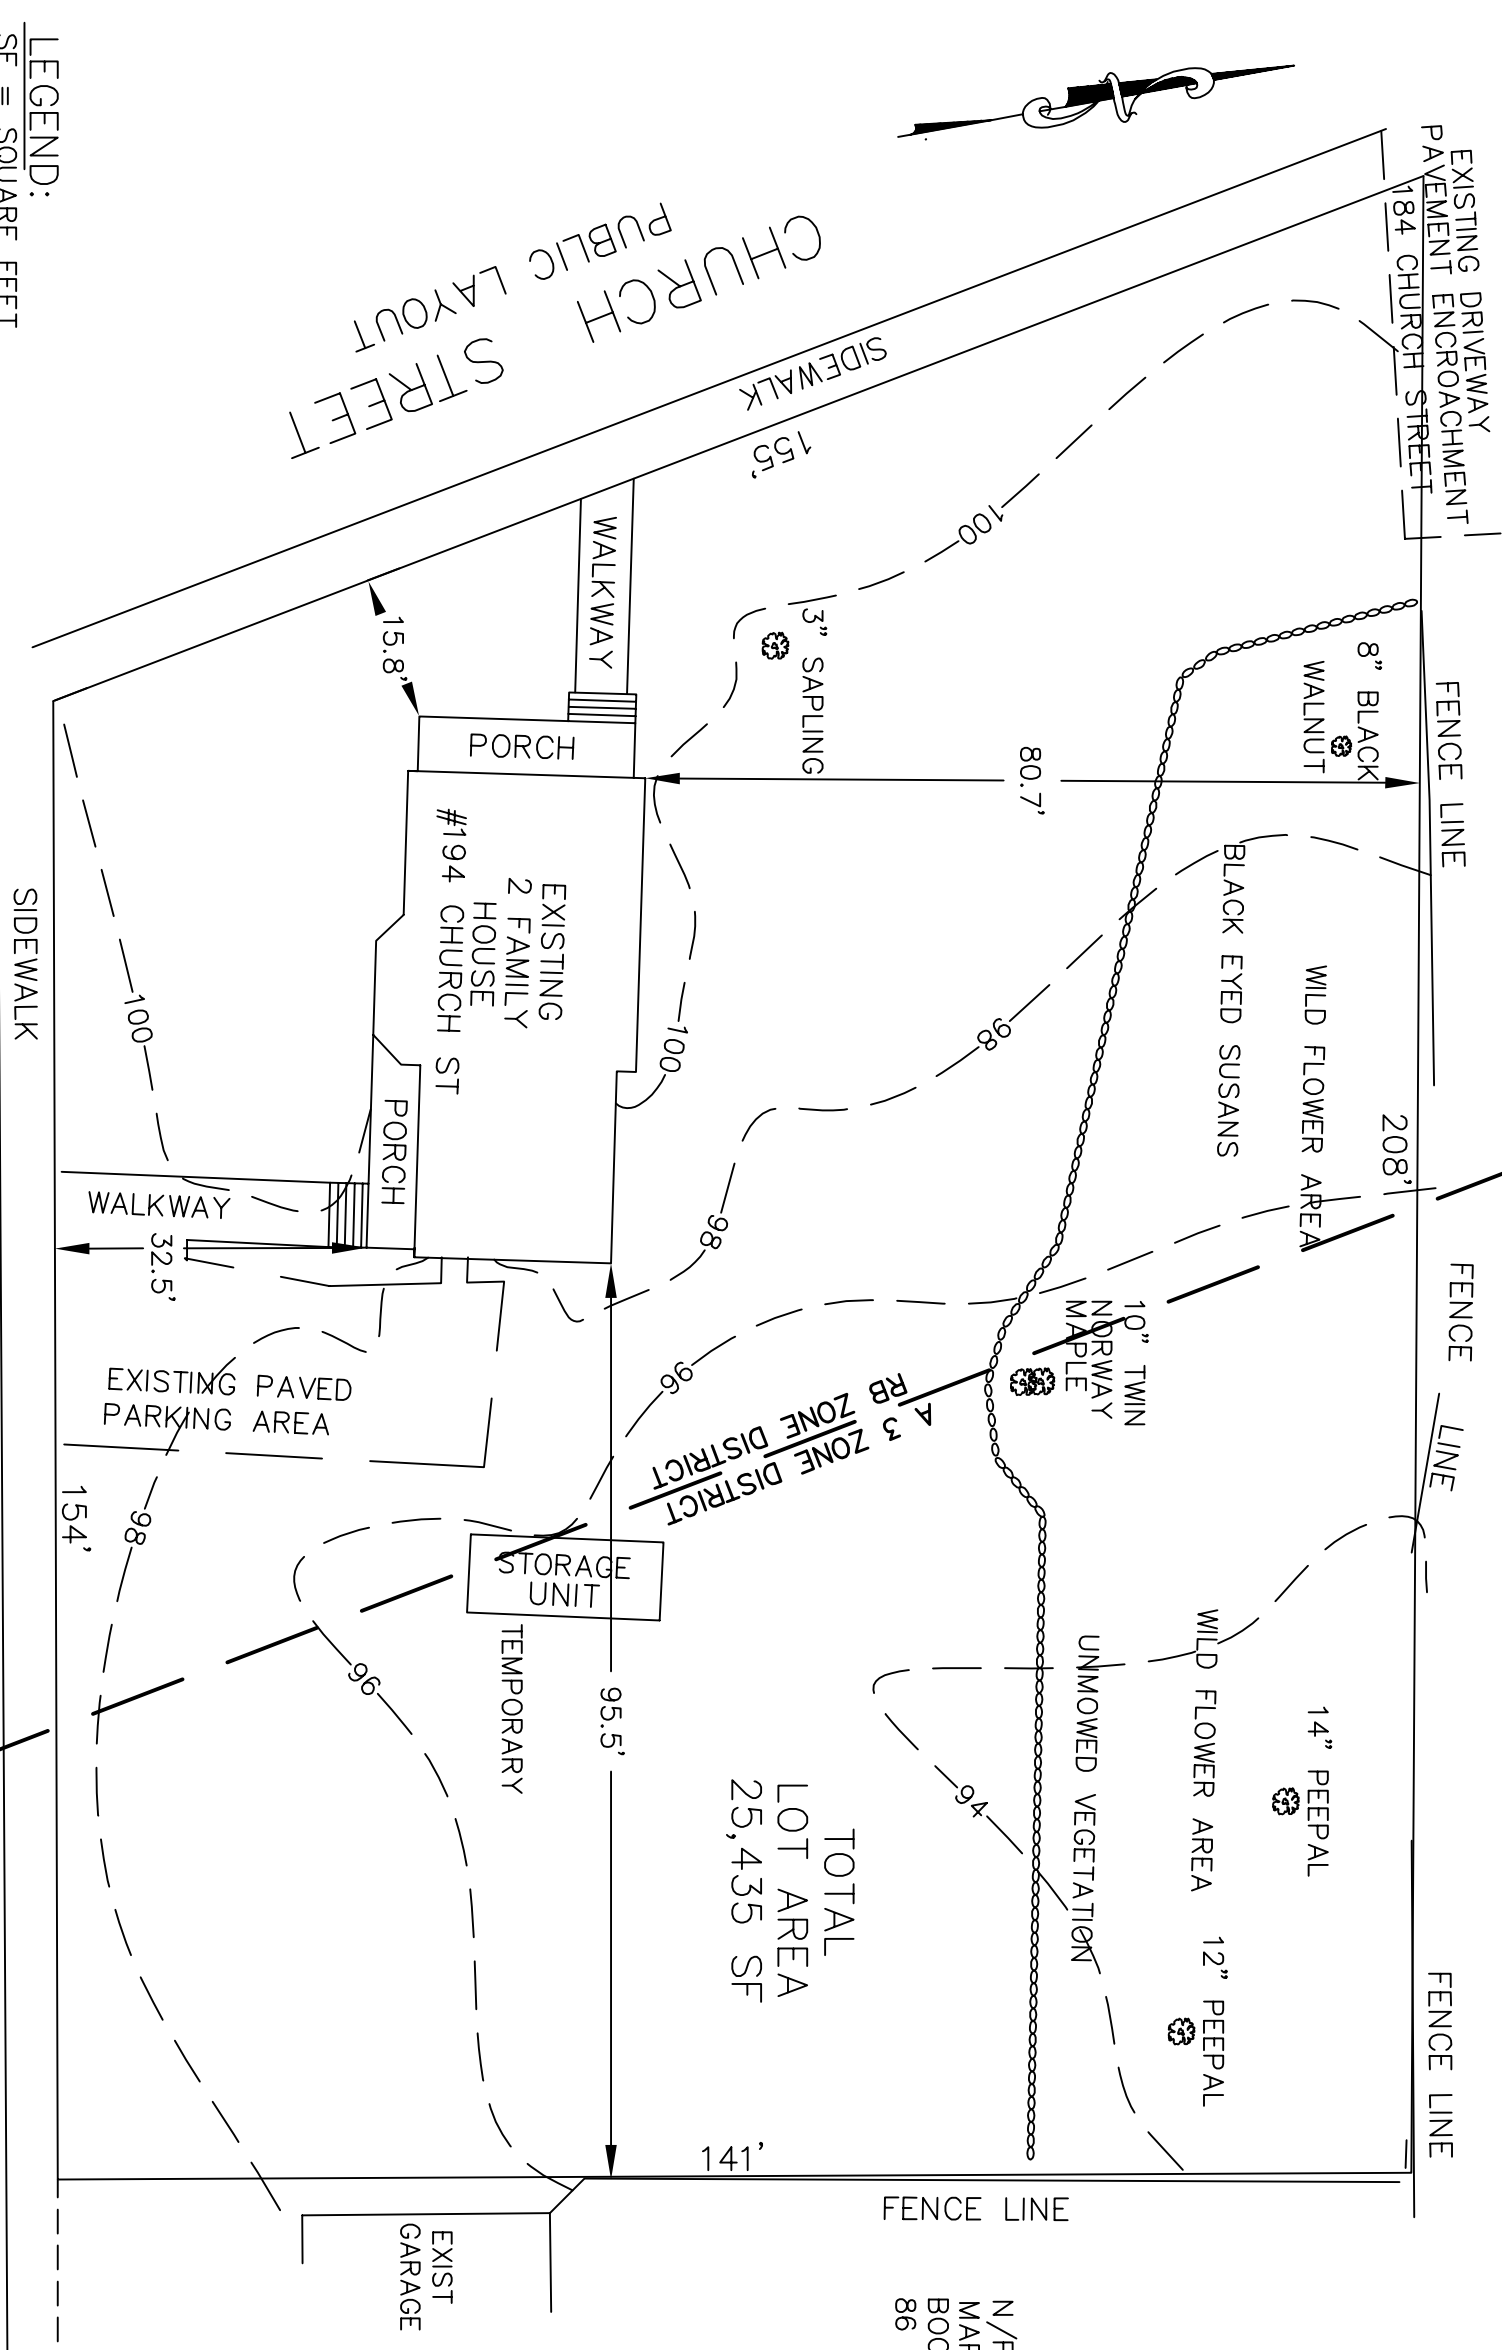 EXISTING DRIVEWAY
PAVEMENT ENCROACHMENT
184 CHURCH STREET
LEGEND:
SF = SQUARE FEET
CHURCH STREET
PUBLIC LAYOUT
SIDEWALK
155'
100
WALKWAY
15.8'
3" SAPLING
8" BLACK
WALNUT
FENCE LINE
PORCH
80.7'
#194 CHURCH ST
EXISTING
2 FAMILY
HOUSE
BLACK EYED SUSANS
WILD FLOWER AREA
SIDEWALK
100
100
98
208'
PORCH
WALKWAY
32.5'
98
FENCE
LINE
10" TWIN
NORWAY
MAPLE
96
RB ZONE DISTRICT
A 3 ZONE DISTRICT
EXISTING PAVED
PARKING AREA
154'
98
STORAGE
UNIT
TEMPORARY
96
95.5'
WILD FLOWER AREA
UNMOWED VEGETATION
14" PEEPAL
94
TOTAL
LOT AREA
25,435 SF
12" PEEPAL
FENCE LINE
141'
FENCE LINE
EXIST
GARAGE
86